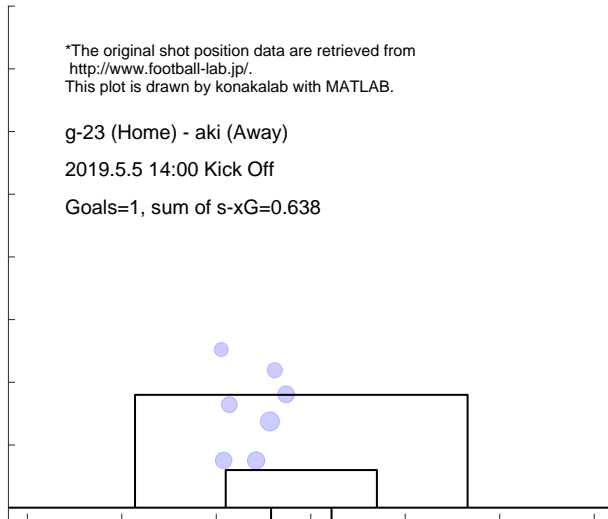 *The original shot position data are retrieved from
http://www.football-lab.jp/.
This plot is drawn by konakalab with MATLAB.
g-23 (Home) - aki (Away)
2019.5.5 14:00 Kick Off
Goals=1, sum of s-xG=0.638